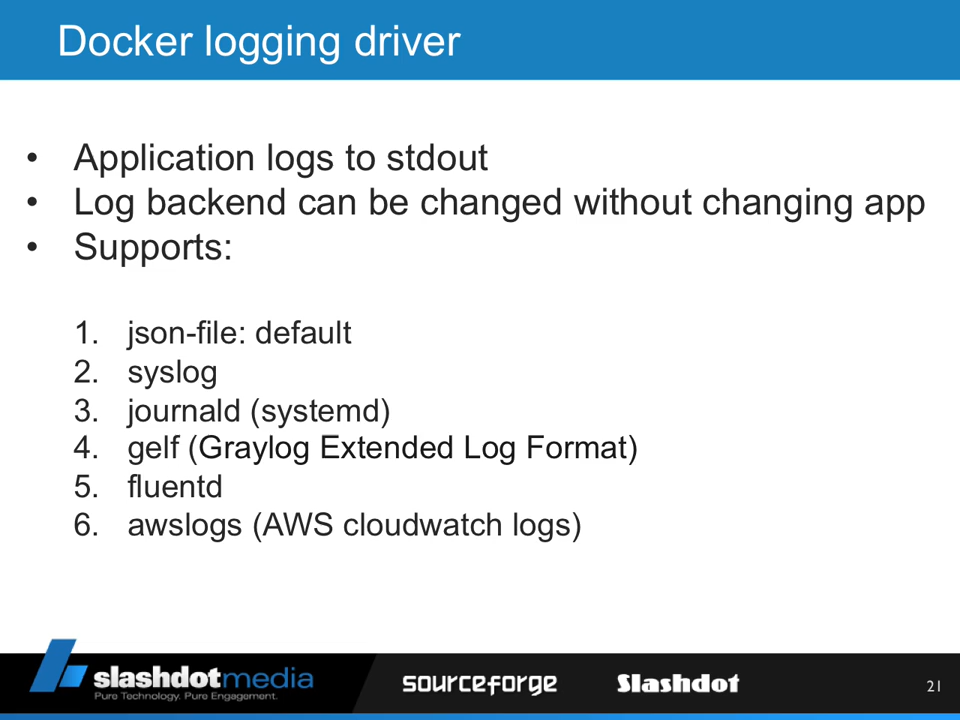 Docker logging driver
• Application logs to stdout
• Log backend can be changed without changing app
• Supports:
1. json-file: default
2. syslog
3. journald (systemd)
4. gelf (Graylog Extended Log Format)
5. fluentd
6. awslogs (AWS cloudwatch logs)
slashdotmedia
Pure Technology. Pure Engagement.
sourceforge
Slashdot
21